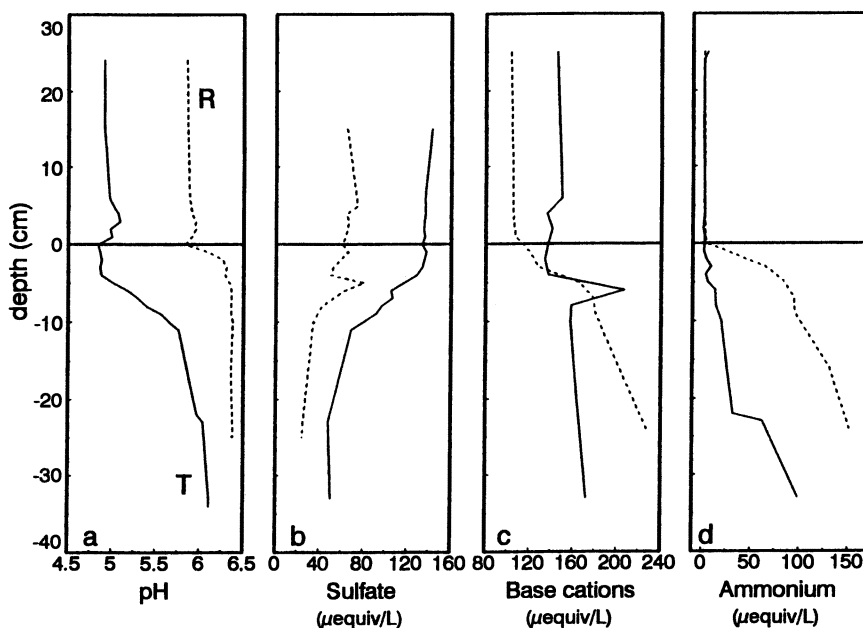 30
20
10
0
-10
-20
-30
-40
depth (cm)
R
T
a
b
c
d
4.5 5 5.5 6 6.5
0 40 80 120 160
80 120 160 200 240
0 50 100 150
pH
Sulfate
(μequiv/L)
Base cations
(μequiv/L)
Ammonium
(μequiv/L)